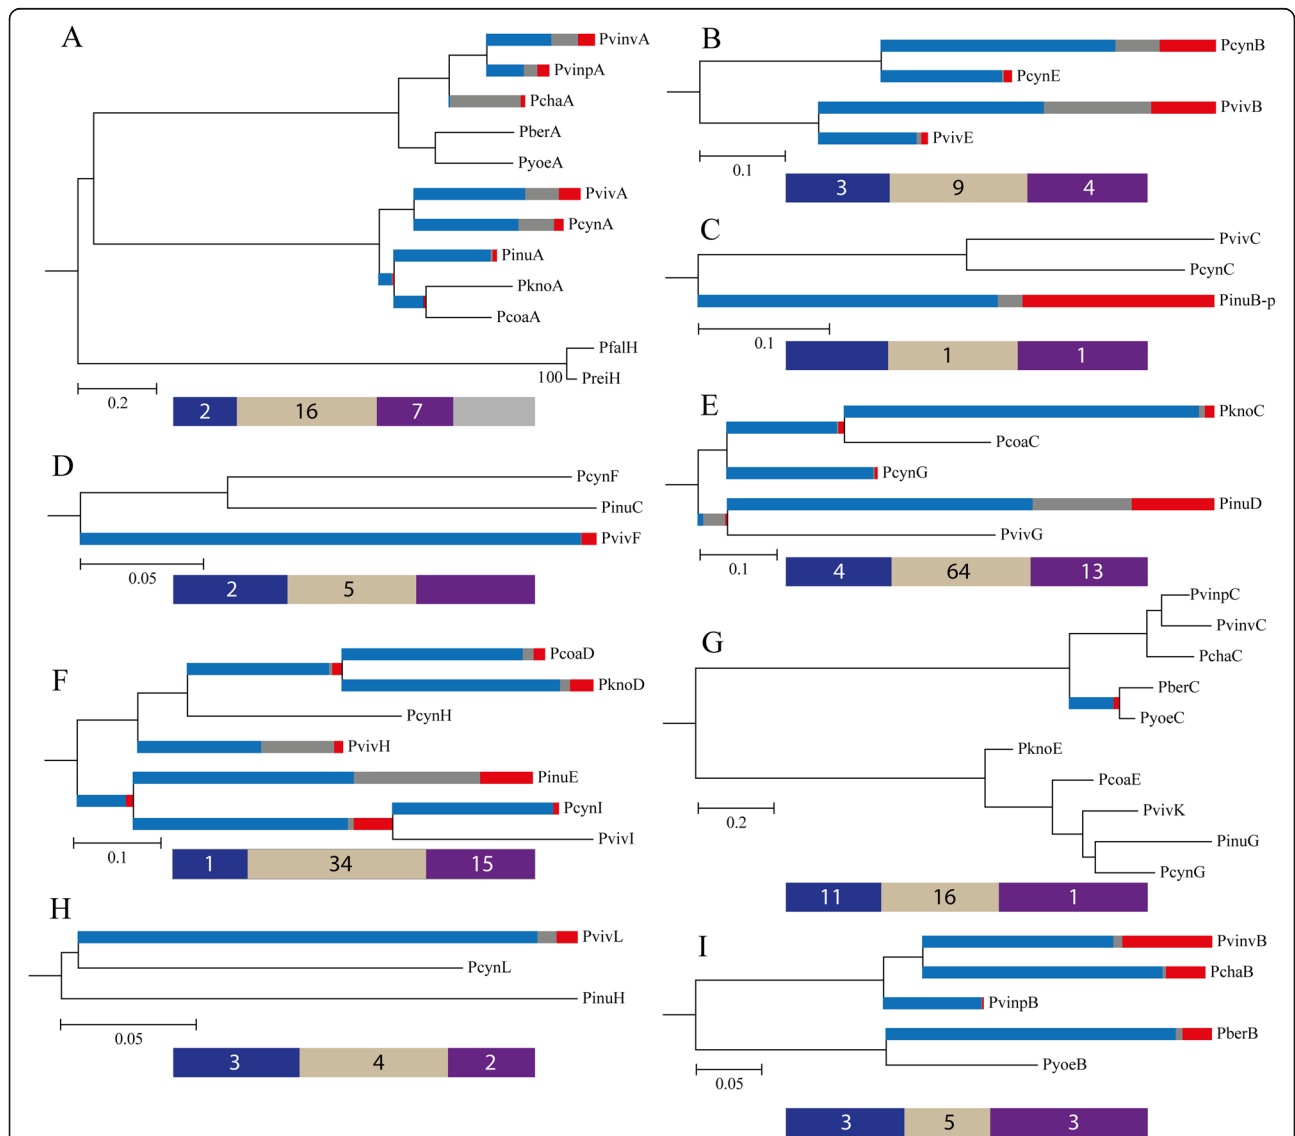 A
PvinvA
PvinpA
PchaA
PberA
PyoeA
PvivA
PcynA
PinuA
PknoA
PcoaA
PfalH
100 PreiH
0.2
2 16 7
B
PcynB
PcynE
PvivB
PvivE
0.1
3 9 4
C
PvivC
PcynC
PinuB-p
0.1
1 1
D
PcynF
PinuC
PvivF
0.05
2 5
E
PknoC
PcoaC
PcynG
PinuD
PvivG
0.1
4 64 13
F
PcoaD
PknoD
PcynH
PvivH
PinuE
PcynI
PvivI
0.1
1 34 15
G
PvinpC
PvinvC
PchaC
PberC
PyoeC
PknoE
PcoaE
PvivK
PinuG
PcynG
0.2
11 16 1
H
PvivL
PcynL
PinuH
0.05
3 4 2
I
PvinvB
PchaB
PvinpB
PberB
PyoeB
0.05
3 5 3